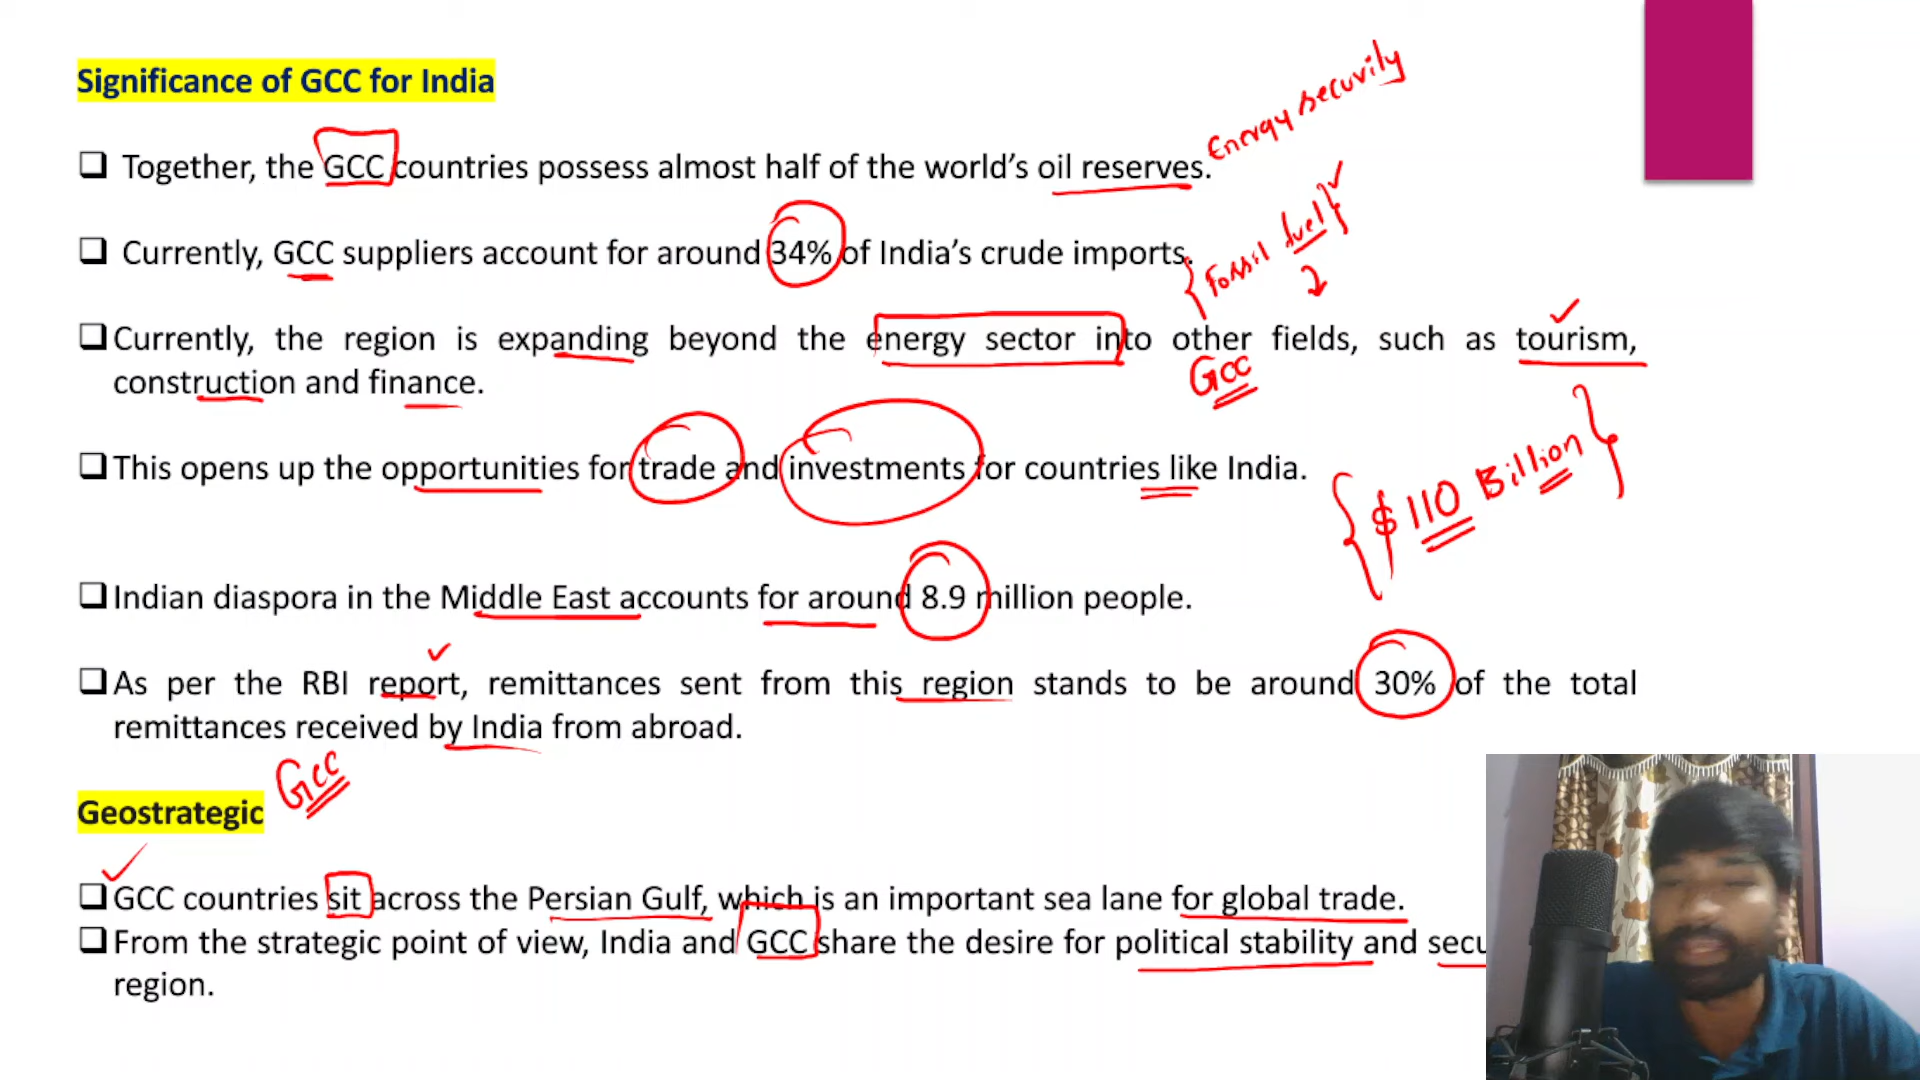 Significance of GCC for India
Energy security
Together, the GCC countries possess almost half of the world's oil reserves.
Currently, GCC suppliers account for around 34% of India's crude imports.
Fossil fuel
Currently, the region is expanding beyond the energy sector into other fields, such as tourism,
construction and finance.
GCC
This opens up the opportunities for trade and investments for countries like India.
$ 110 Billion
Indian diaspora in the Middle East accounts for around 8.9 million people.
As per the RBI report, remittances sent from this region stands to be around 30% of the total
remittances received by India from abroad.
GCC
Geostrategic
GCC countries sit across the Persian Gulf, which is an important sea lane for global trade.
From the strategic point of view, India and GCC share the desire for political stability and secu
region.